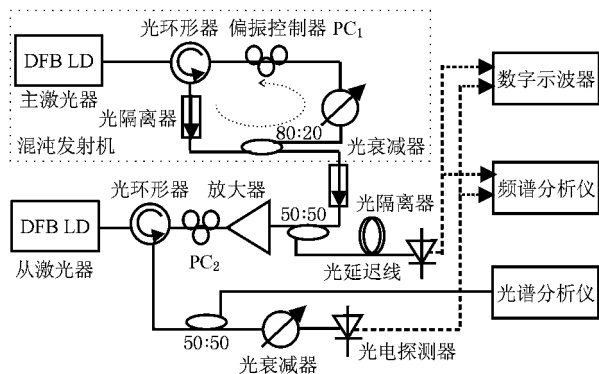 光环形器 偏振控制器 PC1
DFB LD
主激光器
光隔离器
混沌发射机
80:20
光衰减器
数字示波器
光环形器 放大器
光隔离器
频谱分析仪
DFB LD
50:50
从激光器
PC2
光延迟线
光谱分析仪
50:50
光衰减器
光电探测器